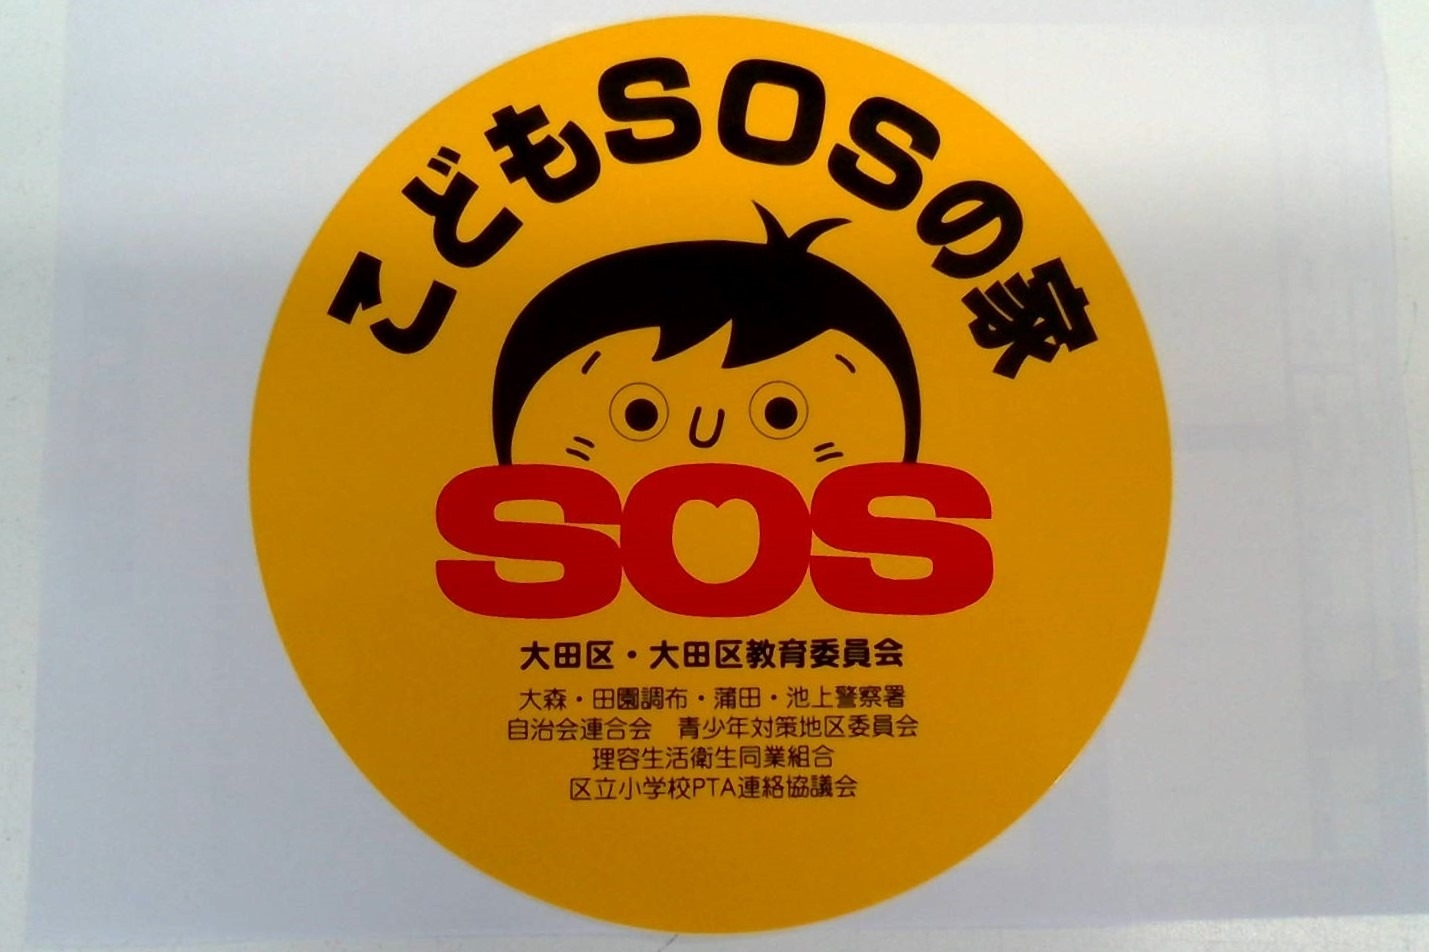 こどもSOSの家
SOS
大田区・大田区教育委員会
大森・田園調布・蒲田・池上警察署
自治会連合会　青少年対策地区委員会
理容生活衛生同業組合
区立小学校PTA連絡協議会